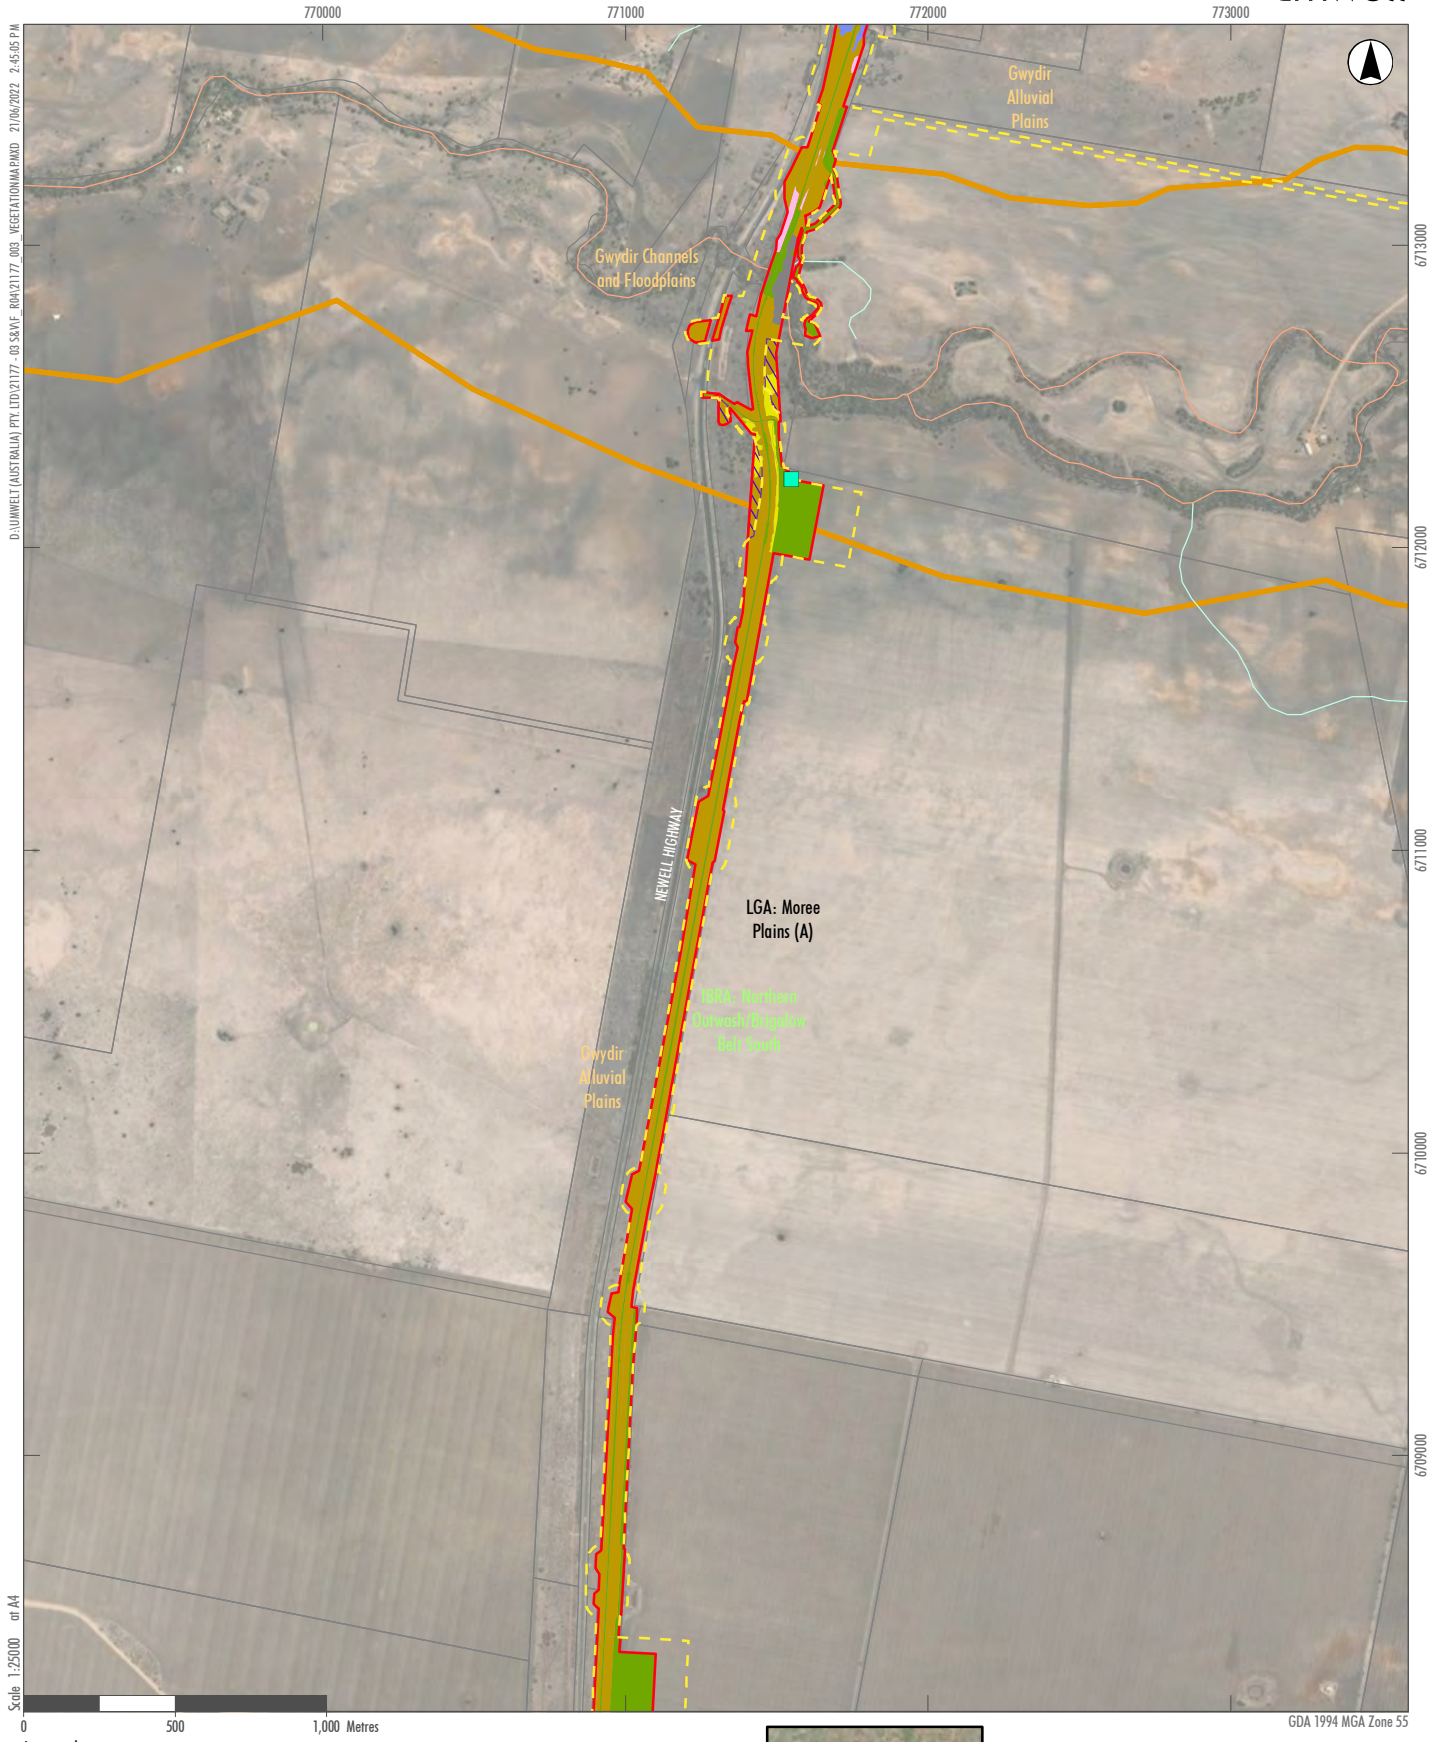 770000
771000
772000
773000
D:\UMWELT (AUSTRALIA) PTY. LTD\21177 - 03 S&V\F_R04\21177_003_VEGETATIONMAP.MXD 21/06/2022 2:45:05 PM
Gwydir
Alluvial
Plains
6713000
Gwydir Channels
and Floodplains
6712000
6711000
NEWELL HIGHWAY
LGA: Moree
Plains (A)
IBRA: Northern
Outwash/Brigalow
Belt South
Gwydir
Alluvial
Plains
6710000
6709000
Scale 1:25000 at A4
0
500
1,000 Metres
GDA 1994 MGA Zone 55